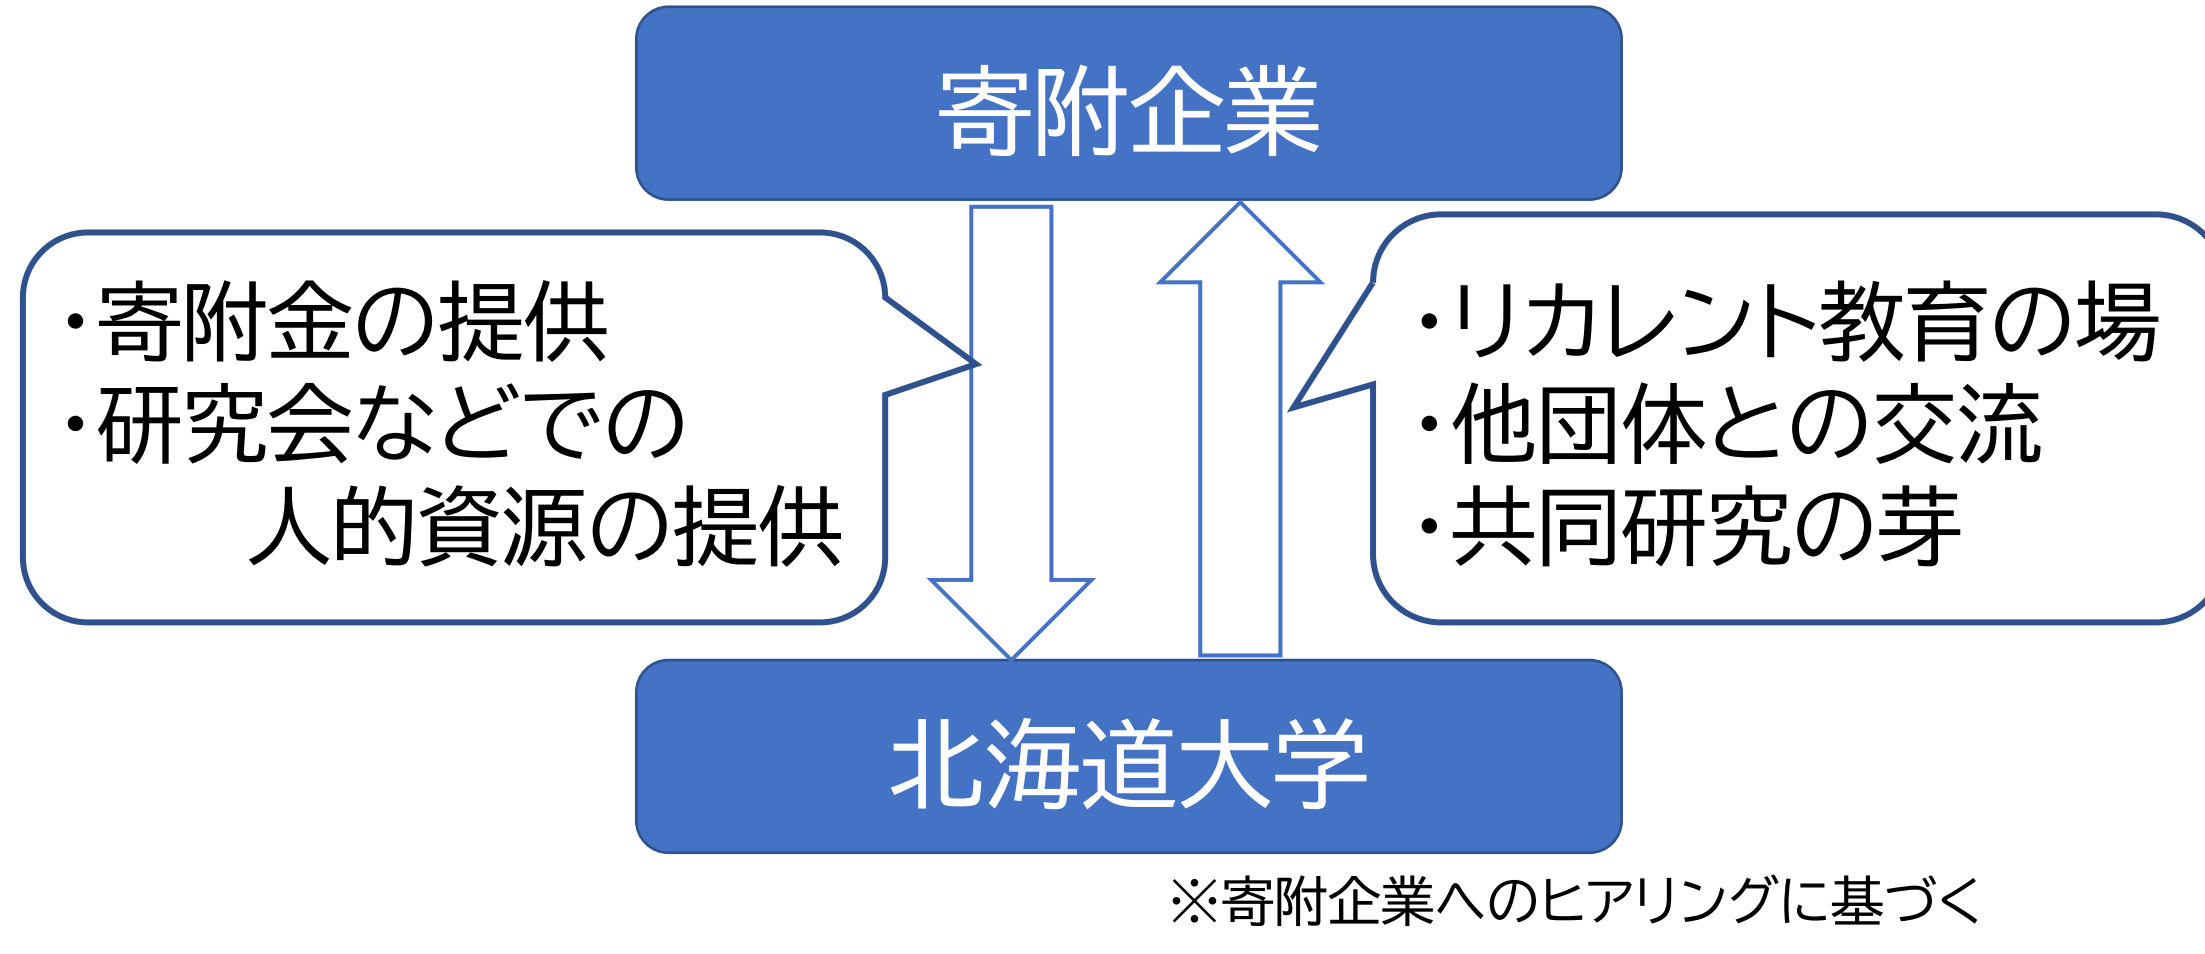 寄附企業
・寄附金の提供
・研究会などでの
人的資源の提供
・リカレント教育の場
・他団体との交流
・共同研究の芽
北海道大学
※寄附企業へのヒアリングに基づく